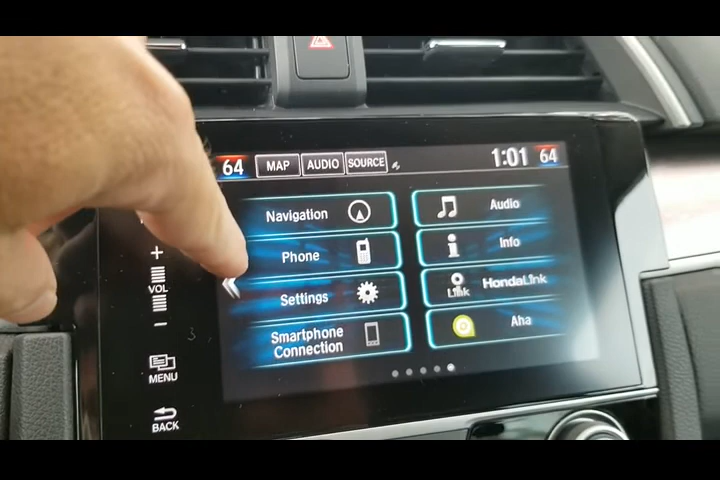 64 MAP AUDIO SOURCE 1:01 64
Navigation
Audio
Phone
Info
Settings
Link HondaLink
Smartphone
Connection
Aha
+
VOL
−
MENU
BACK